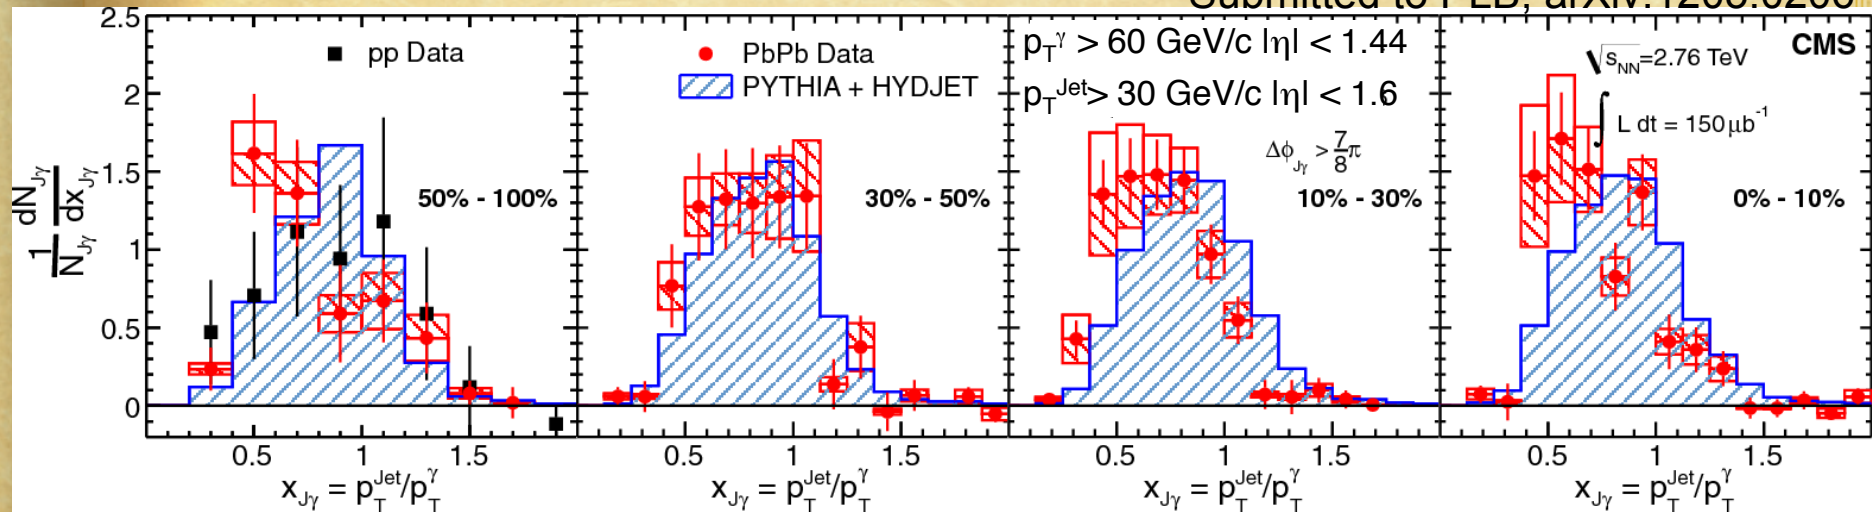 Submitted to PLB, arXiv:1205.0206
2.5
2
1.5
1
0.5
0
1/N_Jγ dN_Jγ/dx_Jγ
pp Data
50% - 100%
0.5 1 1.5
x_Jγ = p_T^Jet/p_T^γ
PbPb Data
PYTHIA + HYDJET
30% - 50%
0.5 1 1.5
x_Jγ = p_T^Jet/p_T^γ
p_T^γ > 60 GeV/c |η| < 1.44
p_T^Jet > 30 GeV/c |η| < 1.6
Δϕ_Jγ > 7/8 π
10% - 30%
0.5 1 1.5
x_Jγ = p_T^Jet/p_T^γ
CMS
√s_NN=2.76 TeV
∫ L dt = 150 μb^-1
0% - 10%
0.5 1 1.5
x_Jγ = p_T^Jet/p_T^γ